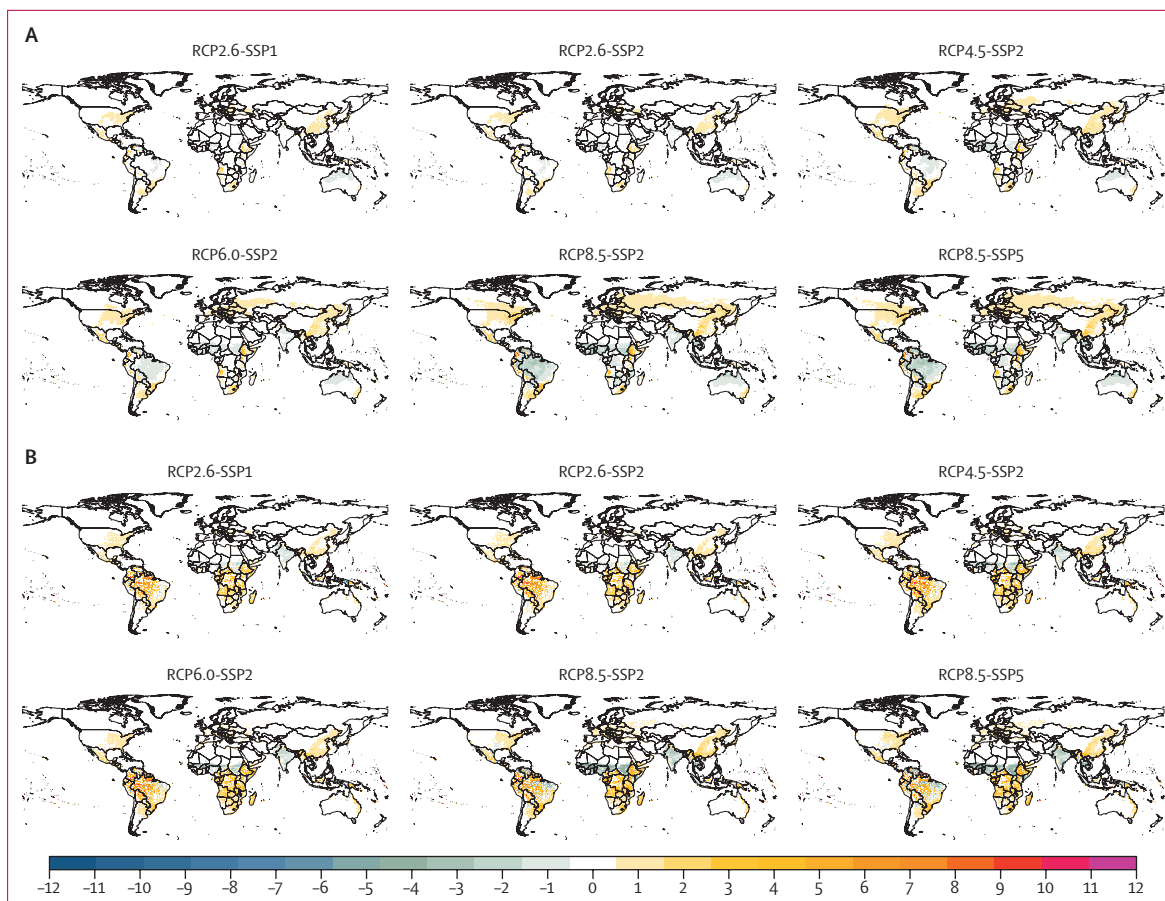 A
RCP2.6-SSP1 RCP2.6-SSP2 RCP4.5-SSP2
RCP6.0-SSP2 RCP8.5-SSP2 RCP8.5-SSP5
B
RCP2.6-SSP1 RCP2.6-SSP2 RCP4.5-SSP2
RCP6.0-SSP2 RCP8.5-SSP2 RCP8.5-SSP5
–12 –11 –10 –9 –8 –7 –6 –5 –4 –3 –2 –1 0 1 2 3 4 5 6 7 8 9 10 11 12